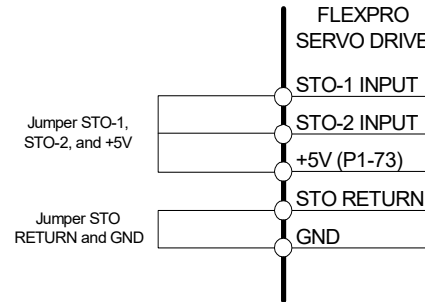 FLEXPRO
SERVO DRIVE
STO-1 INPUT
Jumper STO-1,
STO-2, and +5V
STO-2 INPUT
+5V (P1-73)
STO RETURN
Jumper STO
RETURN and GND
GND